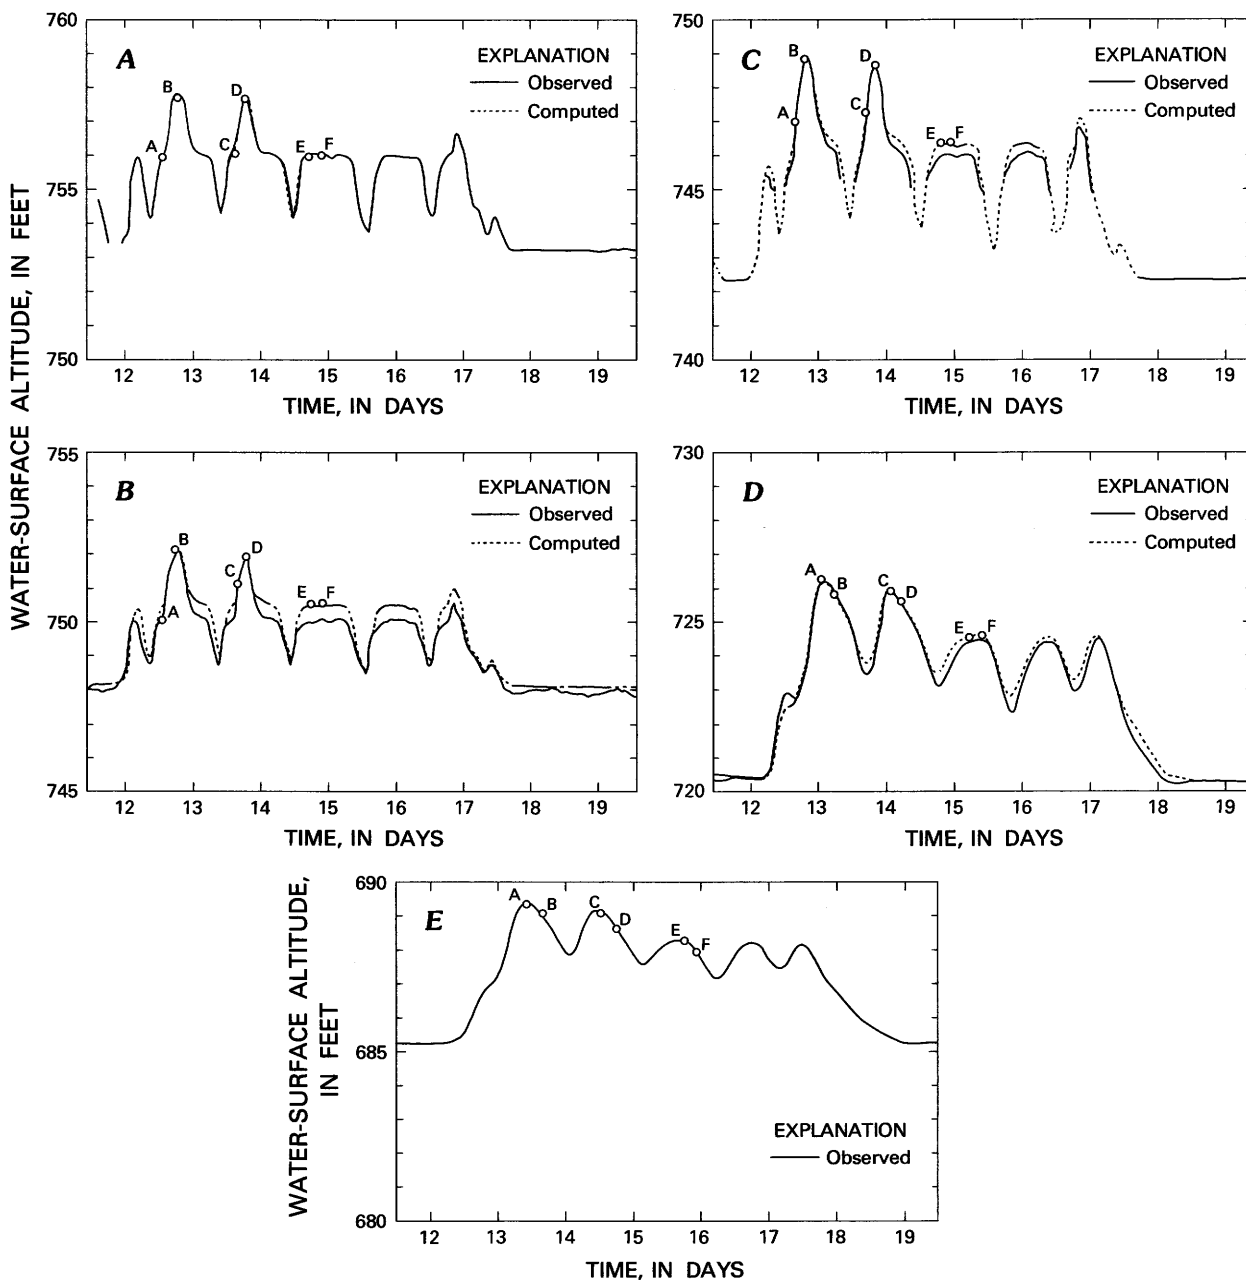 WATER-SURFACE ALTITUDE, IN FEET
A
760
755
750
EXPLANATION
Observed
Computed
A
B
C
D
E
F
12 13 14 15 16 17 18 19
TIME, IN DAYS
C
750
745
740
EXPLANATION
Observed
Computed
A
B
C
D
E
F
12 13 14 15 16 17 18 19
TIME, IN DAYS
B
755
750
745
EXPLANATION
Observed
Computed
A
B
C
D
E
F
12 13 14 15 16 17 18 19
TIME, IN DAYS
D
730
725
720
EXPLANATION
Observed
Computed
A
B
C
D
E
F
12 13 14 15 16 17 18 19
TIME, IN DAYS
WATER-SURFACE ALTITUDE,
IN FEET
E
690
685
680
A
B
C
D
E
F
EXPLANATION
Observed
12 13 14 15 16 17 18 19
TIME, IN DAYS